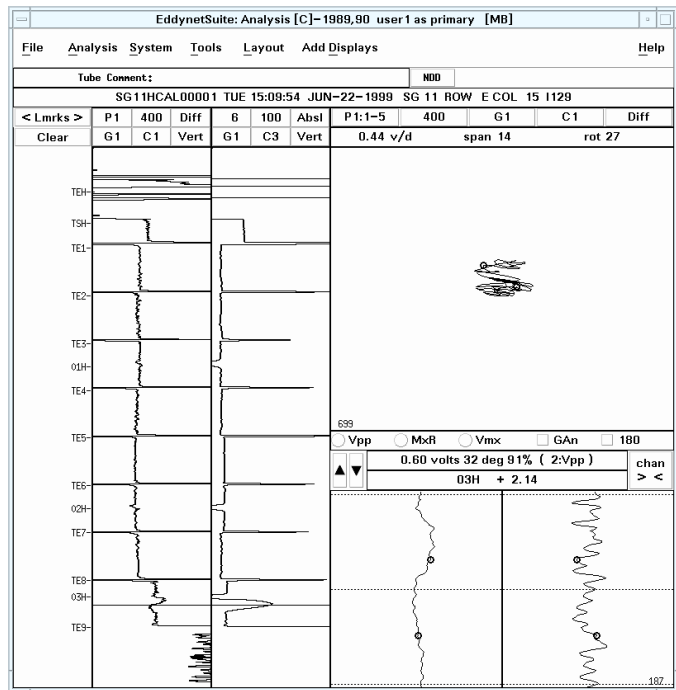 EddynetSuite: Analysis [C]-1989,90 user1 as primary [MB]
File Analysis System Tools Layout Add Displays Help
Tube Comment: NDD
SG11HCAL00001 TUE 15:09:54 JUN-22-1999 SG 11 ROW E COL 15 I129
< Lmrks > P1 400 Diff 6 100 Absl P1:1-5 400 G1 C1 Diff
Clear G1 C1 Vert G1 C3 Vert 0.44 v/d span 14 rot 27
TEH
TSH
TE1
TE2
TE3
01H
TE4
TE5
TE6
02H
TE7
TE8
03H
TE9
699
Vpp MxR Vmx GAn 180
0.60 volts 32 deg 91% ( 2:Vpp ) chan
03H + 2.14 > <
187